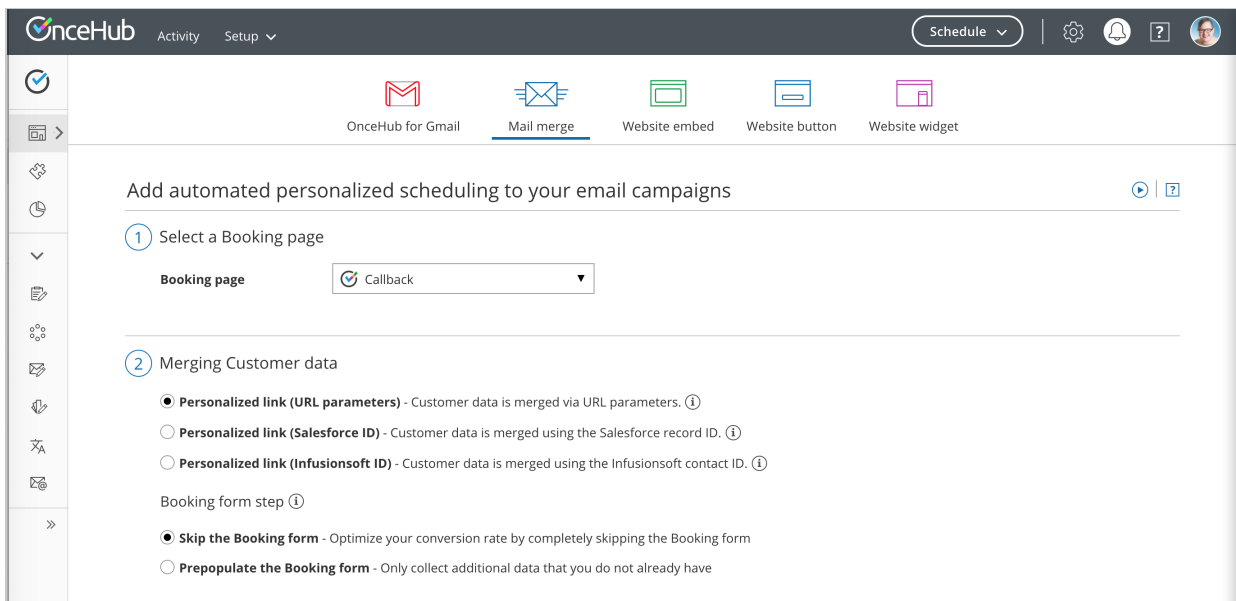 OnceHub Activity Setup Schedule ?
OnceHub for Gmail Mail merge Website embed Website button Website widget
Add automated personalized scheduling to your email campaigns ?
1 Select a Booking page
Booking page Callback
2 Merging Customer data
Personalized link (URL parameters) - Customer data is merged via URL parameters. i
Personalized link (Salesforce ID) - Customer data is merged using the Salesforce record ID. i
Personalized link (Infusionsoft ID) - Customer data is merged using the Infusionsoft contact ID. i
Booking form step i
Skip the Booking form - Optimize your conversion rate by completely skipping the Booking form
Prepopulate the Booking form - Only collect additional data that you do not already have